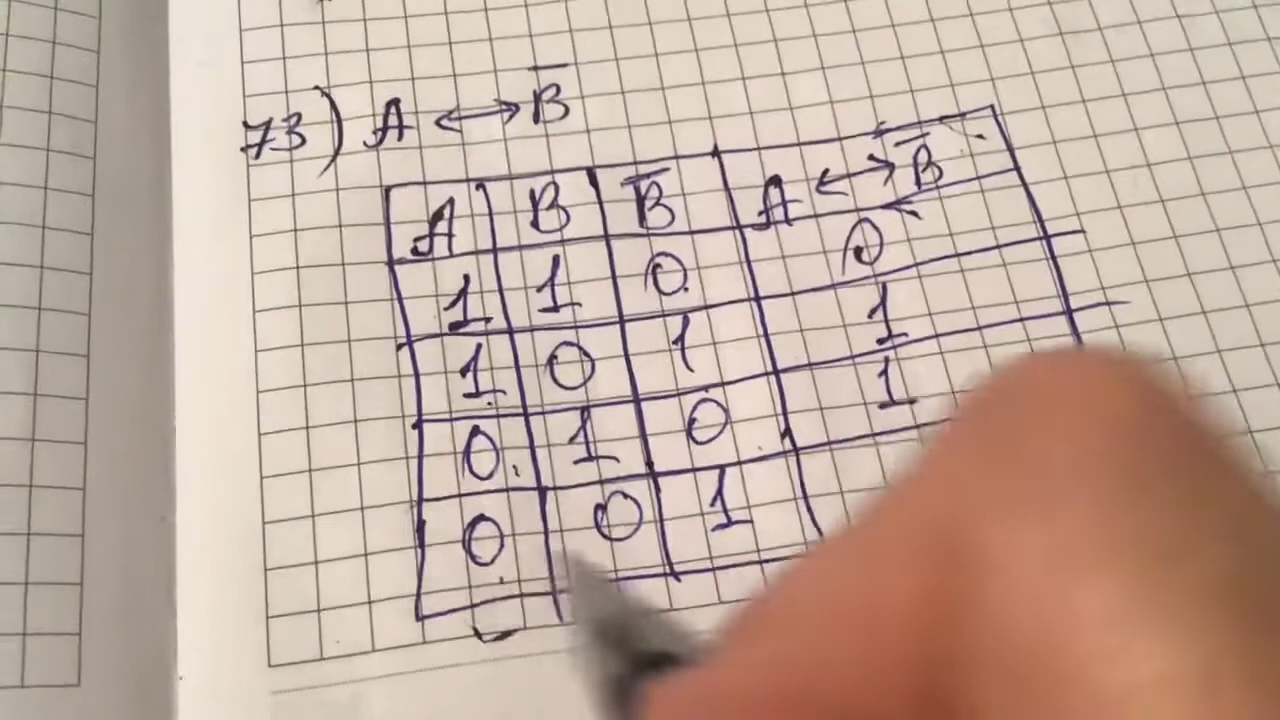 73) A ↔ B̅
A B B̅ A ↔ B̅
1 1 0 0
1 0 1 1
0 1 0 1
0 0 1